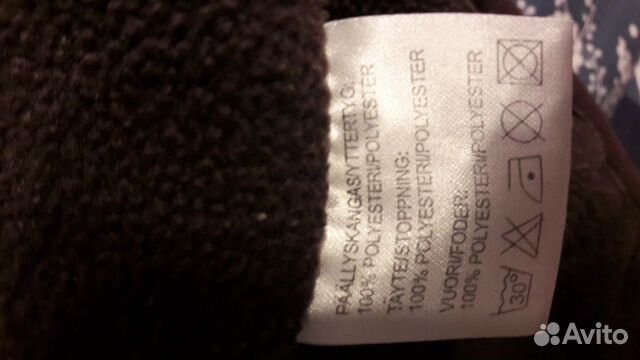 PÄÄLLYSKANGAS/YTTERTYG:
100% POLYESTERI/POLYESTER
TÄYTE/STOPPNING:
100% POLYESTERI/POLYESTER
VUORI/FODER:
100% POLYESTERI/POLYESTER
30°
Avito